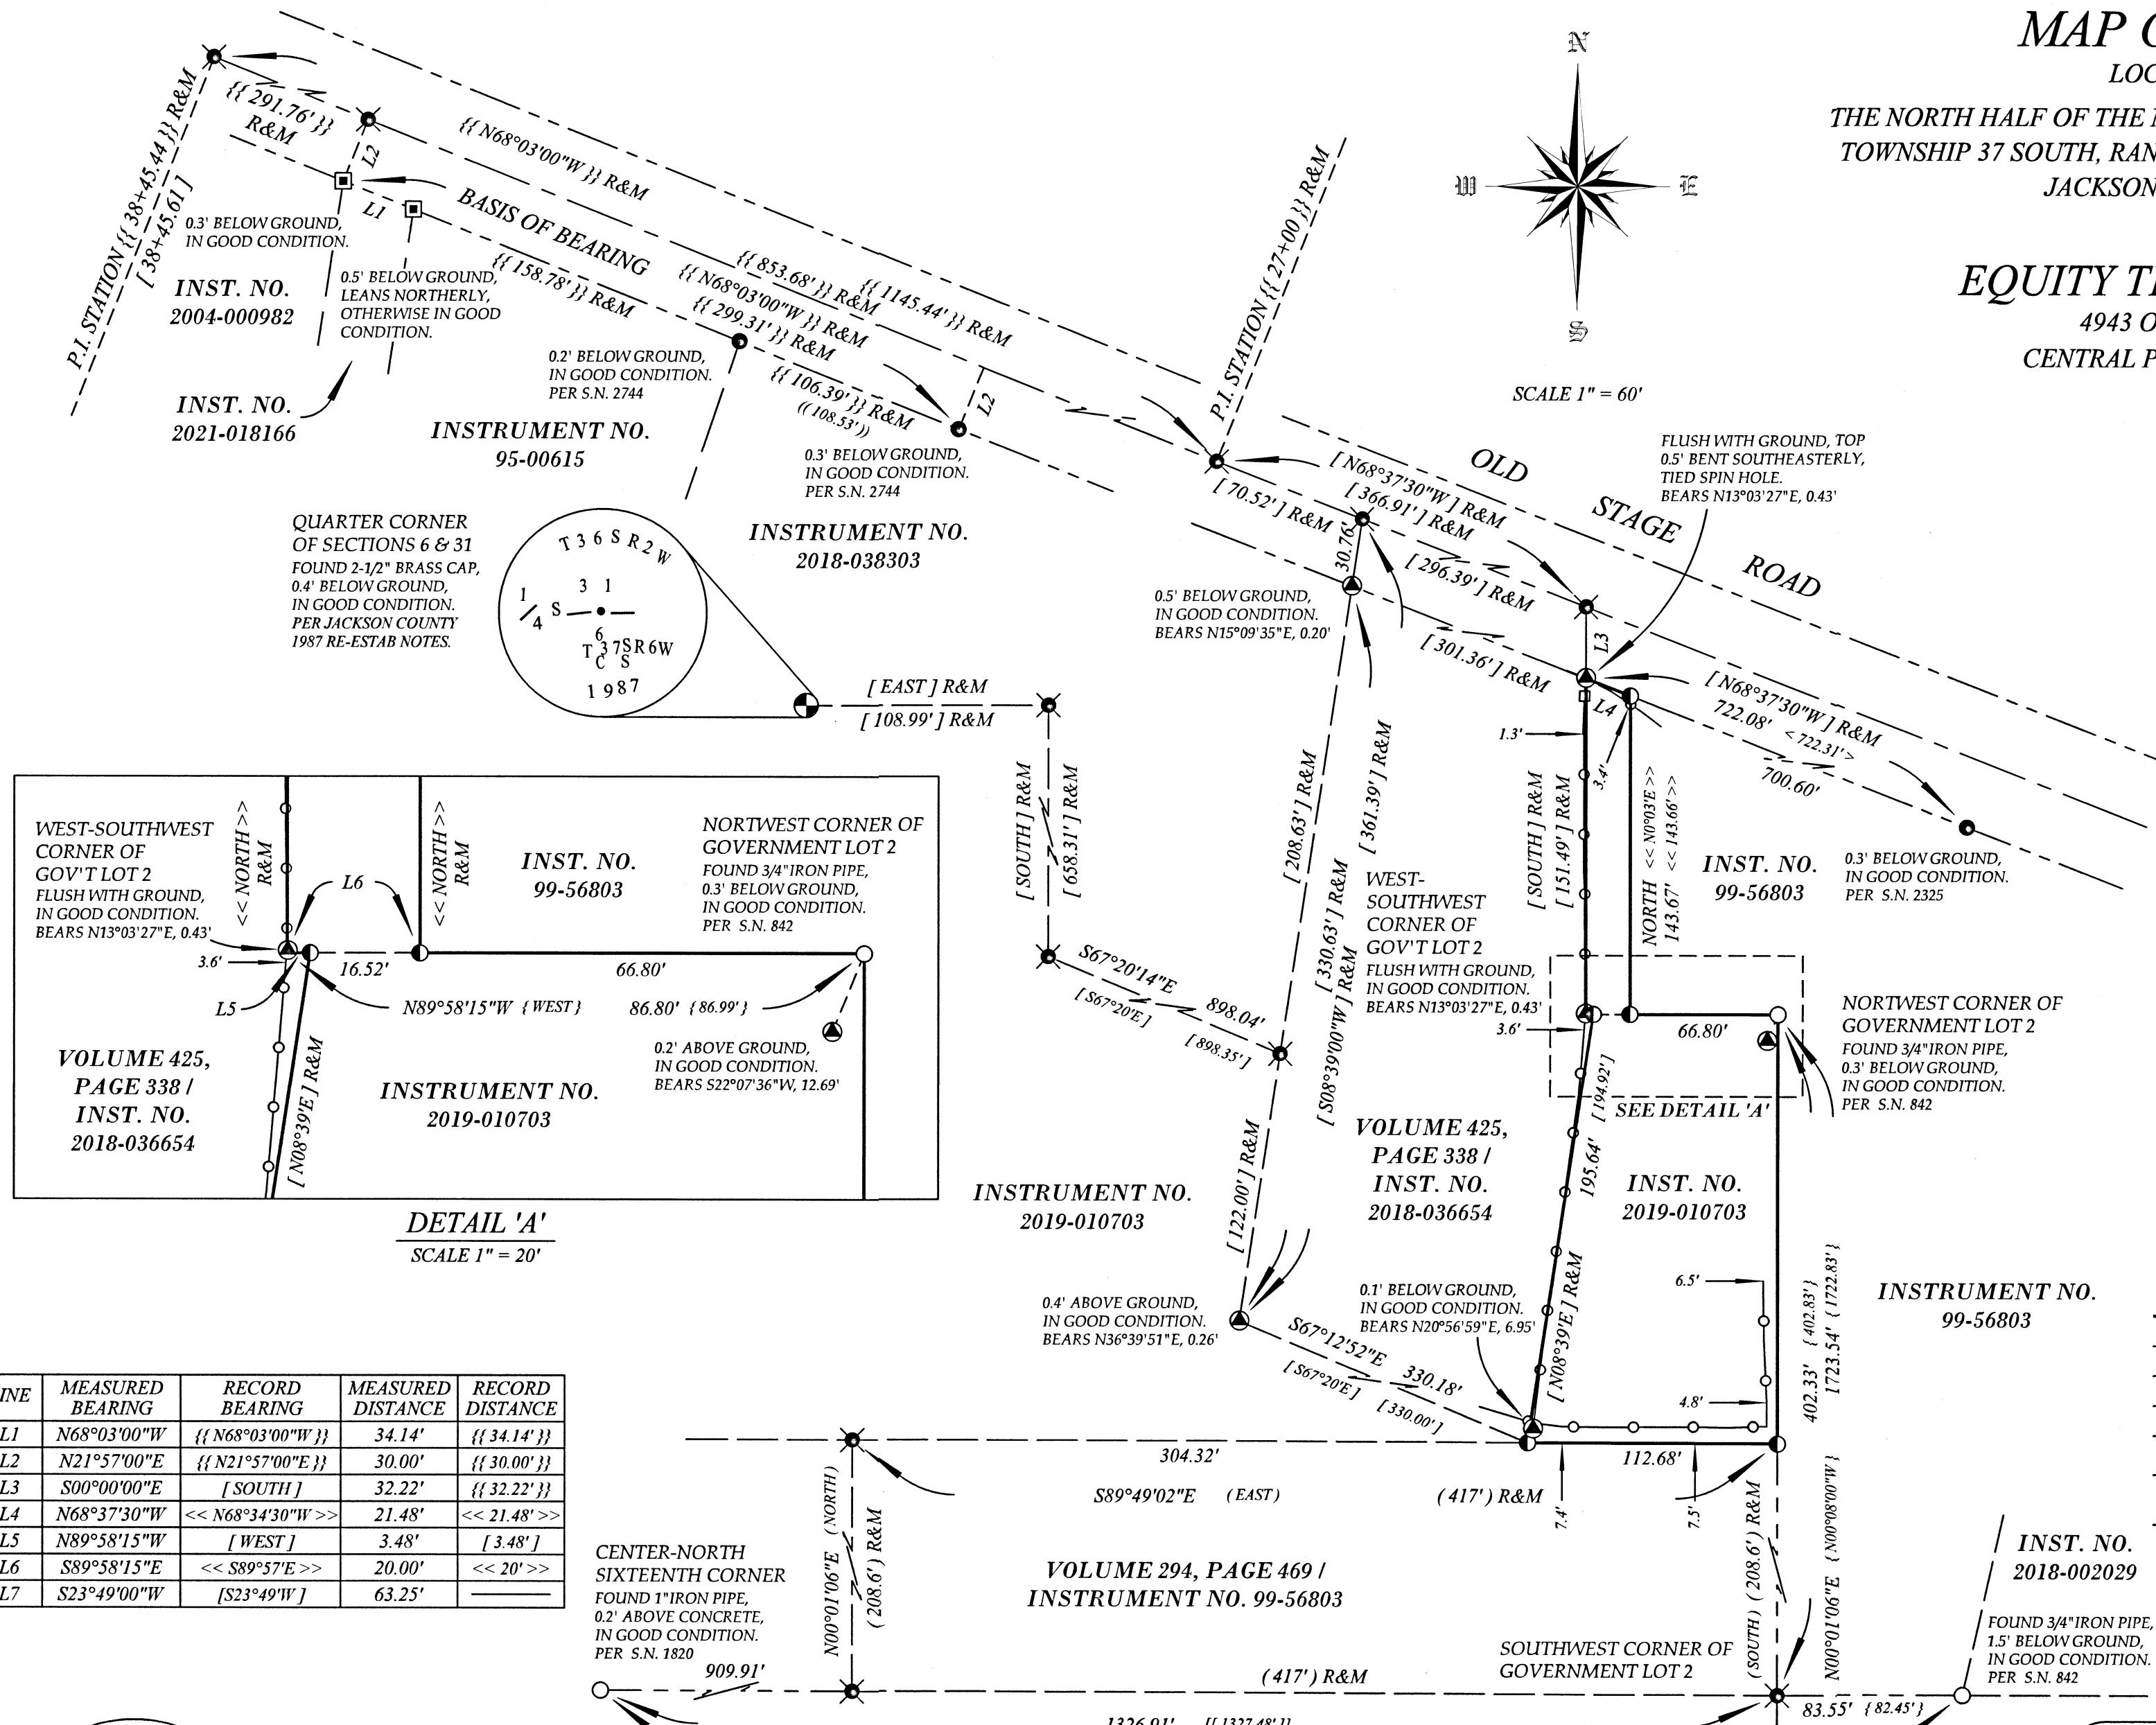 MAP
LOC
THE NORTH HALF OF THE
TOWNSHIP 37 SOUTH, RAN
JACKSON
EQUITY
4943
CENTRAL P
N
W
E
S
SCALE 1" = 60'
P.I. STATION {{ 38+45.44 }} R&M
[ 38+45.61 ]
{{ 291.76' }}
R&M
L2
L1
{{ N68°03'00"W }} R&M
BASIS OF BEARING
{{ 158.78' }} R&M
{{ 853.68' }} R&M
{{ 1145.44' }} R&M
{{ N68°03'00"W }} R&M
{{ 299.31' }} R&M
{{ 106.39' }} R&M
(( 108.53' ))
L2
0.3' BELOW GROUND,
IN GOOD CONDITION.
INST. NO.
2004-000982
0.5' BELOW GROUND,
LEANS NORTHERLY,
OTHERWISE IN GOOD
CONDITION.
INST. NO.
2021-018166
0.2' BELOW GROUND,
IN GOOD CONDITION.
PER S.N. 2744
INSTRUMENT NO.
95-00615
0.3' BELOW GROUND,
IN GOOD CONDITION.
PER S.N. 2744
INSTRUMENT NO.
2018-038303
P.I. STATION {{ 27+00 }} R&M
OLD
STAGE
ROAD
[ N68°37'30"W ] R&M
[ 366.91' ] R&M
[ 70.52' ] R&M
30.76'
[ 296.39' ] R&M
[ 301.36' ] R&M
L3
L4
FLUSH WITH GROUND, TOP
0.5' BENT SOUTHEASTERLY,
TIED SPIN HOLE.
BEARS N13°03'27"E, 0.43'
0.5' BELOW GROUND,
IN GOOD CONDITION.
BEARS N15°09'35"E, 0.20'
[ N68°37'30"W ] R&M
722.08' < 722.31' >
700.60'
1.3'
3.4'
QUARTER CORNER
OF SECTIONS 6 & 31
FOUND 2-1/2" BRASS CAP,
0.4' BELOW GROUND,
IN GOOD CONDITION.
PER JACKSON COUNTY
1987 RE-ESTAB NOTES.
T 3 6 S R 2 W
3 1
1/4 S
6
T 37SR6W
C S
1987
[ EAST ] R&M
[ 108.99' ] R&M
[ SOUTH ] R&M
[ 658.31' ] R&M
[ 208.63' ] R&M
[ 361.39' ] R&M
[ 330.63' ] R&M
[ S08°39'00"W ] R&M
[ 122.00' ] R&M
S67°20'14"E
898.04'
[ S67°20'E ]
[ 898.35' ]
[ SOUTH ] R&M
[ 151.49' ] R&M
NORTH << N0°03'E >>
143.67' << 143.66' >>
INST. NO.
99-56803
0.3' BELOW GROUND,
IN GOOD CONDITION.
PER S.N. 2325
WEST-
SOUTHWEST
CORNER OF
GOV'T LOT 2
FLUSH WITH GROUND,
IN GOOD CONDITION.
BEARS N13°03'27"E, 0.43'
3.6'
66.80'
NORTWEST CORNER OF
GOVERNMENT LOT 2
FOUND 3/4"IRON PIPE,
0.3' BELOW GROUND,
IN GOOD CONDITION.
PER S.N. 842
SEE DETAIL 'A'
[ 194.92' ]
195.64'
[ N08°39'E ] R&M
WEST-SOUTHWEST
CORNER OF
GOV'T LOT 2
FLUSH WITH GROUND,
IN GOOD CONDITION.
BEARS N13°03'27"E, 0.43'
<< NORTH >>
R&M
L6
<< NORTH >>
R&M
INST. NO.
99-56803
NORTWEST CORNER OF
GOVERNMENT LOT 2
FOUND 3/4"IRON PIPE,
0.3' BELOW GROUND,
IN GOOD CONDITION.
PER S.N. 842
3.6'
16.52'
66.80'
L5
N89°58'15"W { WEST }
86.80' { 86.99' }
[ N08°39'E ] R&M
0.2' ABOVE GROUND,
IN GOOD CONDITION.
BEARS S22°07'36"W, 12.69'
VOLUME 425,
PAGE 338 /
INST. NO.
2018-036654
INSTRUMENT NO.
2019-010703
DETAIL 'A'
SCALE 1" = 20'
INSTRUMENT NO.
2019-010703
VOLUME 425,
PAGE 338 /
INST. NO.
2018-036654
INST. NO.
2019-010703
6.5'
4.8'
402.33' { 402.83' }
1723.54' { 1722.83' }
INSTRUMENT NO.
99-56803
0.4' ABOVE GROUND,
IN GOOD CONDITION.
BEARS N36°39'51"E, 0.26'
0.1' BELOW GROUND,
IN GOOD CONDITION.
BEARS N20°56'59"E, 6.95'
S67°12'52"E
330.18'
[ S67°20'E ]
[ 330.00' ]
304.32'
112.68'
S89°49'02"E ( EAST )
( 417' ) R&M
7.4'
7.5'
INE MEASURED BEARING RECORD BEARING MEASURED DISTANCE RECORD DISTANCE
L1 N68°03'00"W {{ N68°03'00"W }} 34.14' {{ 34.14' }}
L2 N21°57'00"E {{ N21°57'00"E }} 30.00' {{ 30.00' }}
L3 S00°00'00"E [ SOUTH ] 32.22' {{ 32.22' }}
L4 N68°37'30"W << N68°34'30"W >> 21.48' << 21.48' >>
L5 N89°58'15"W [ WEST ] 3.48' [ 3.48' ]
L6 S89°58'15"E << S89°57'E >> 20.00' << 20' >>
L7 S23°49'00"W [S23°49'W ] 63.25'
CENTER-NORTH
SIXTEENTH CORNER
FOUND 1"IRON PIPE,
0.2' ABOVE CONCRETE,
IN GOOD CONDITION.
PER S.N. 1820
909.91'
N00°01'06"E ( NORTH )
( 208.6' ) R&M
VOLUME 294, PAGE 469 /
INSTRUMENT NO. 99-56803
( 417' ) R&M
SOUTHWEST CORNER OF
GOVERNMENT LOT 2
(SOUTH ) ( 208.6' ) R&M
N00°01'06"E { N00°08'00"W }
INST. NO.
2018-002029
FOUND 3/4"IRON PIPE,
1.5' BELOW GROUND,
IN GOOD CONDITION.
PER S.N. 842
83.55' { 82.45' }
1326.91' [[ 1327.48' ]]